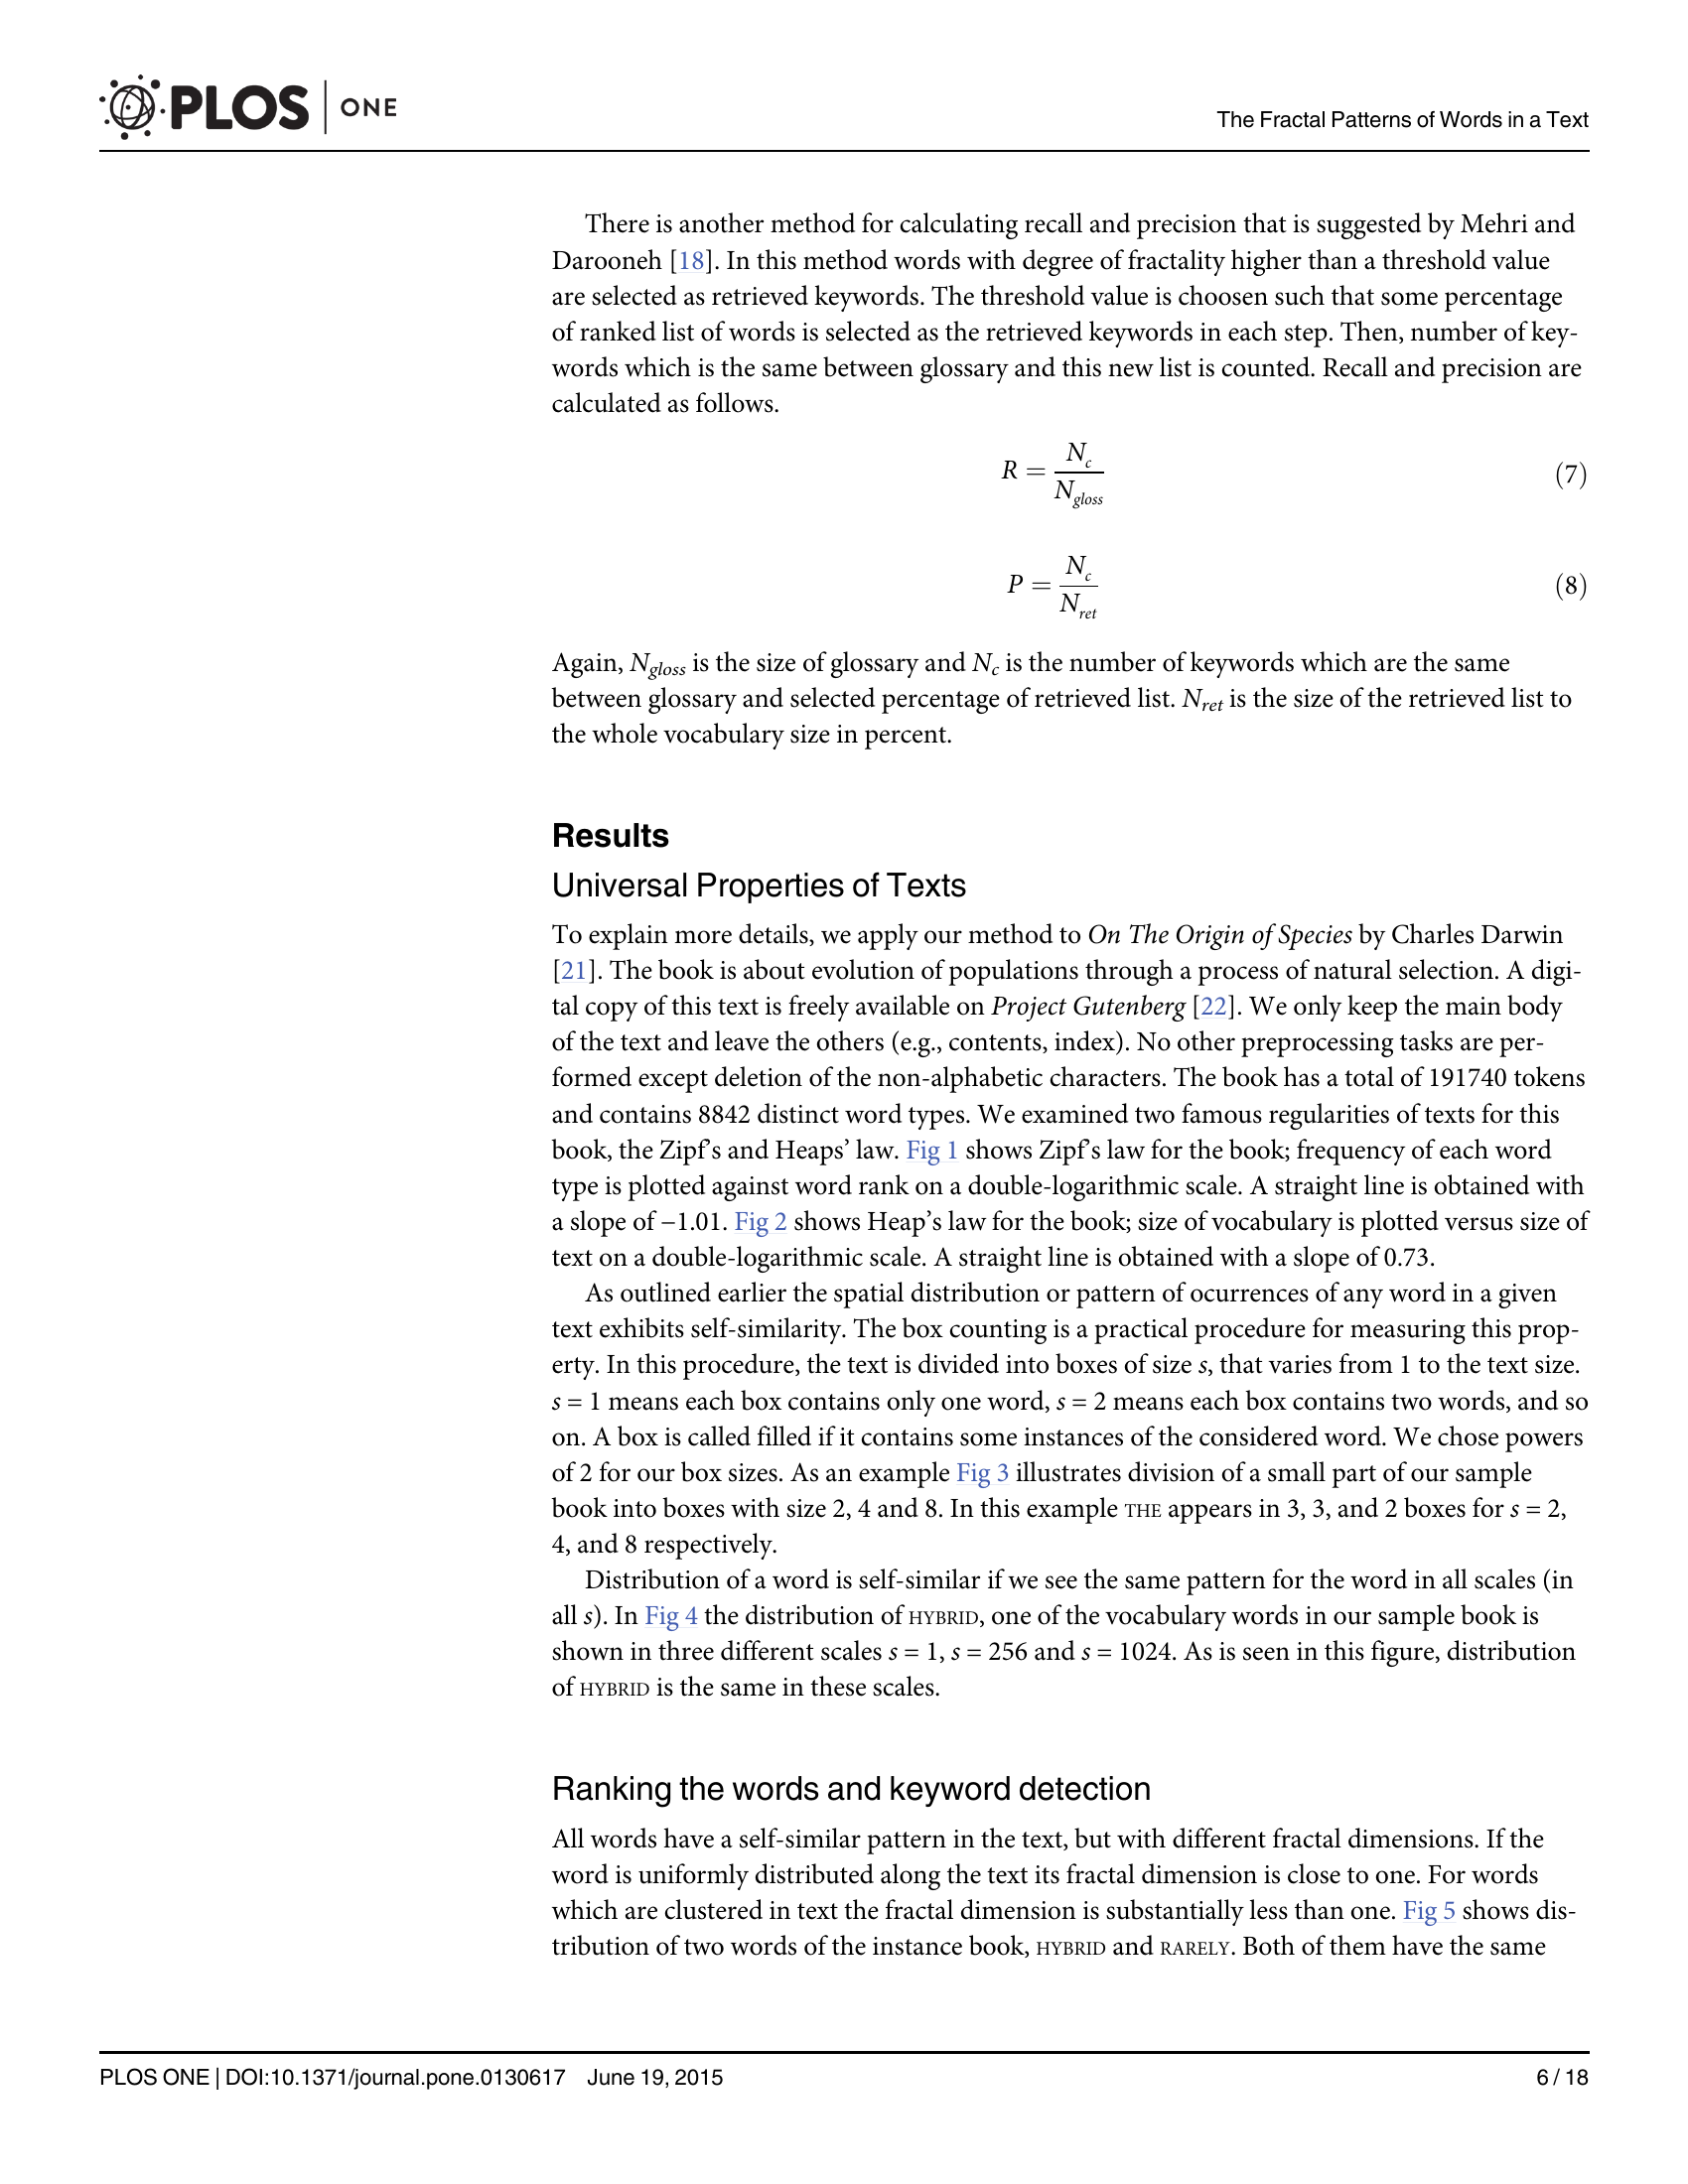 PLOS | ONE
The Fractal Patterns of Words in a Text
There is another method for calculating recall and precision that is suggested by Mehri and
Darooneh [18]. In this method words with degree of fractality higher than a threshold value
are selected as retrieved keywords. The threshold value is choosen such that some percentage
of ranked list of words is selected as the retrieved keywords in each step. Then, number of key-
words which is the same between glossary and this new list is counted. Recall and precision are
calculated as follows.
R = N_c / N_gloss (7)
P = N_c / N_ret (8)
Again, N_gloss is the size of glossary and N_c is the number of keywords which are the same
between glossary and selected percentage of retrieved list. N_ret is the size of the retrieved list to
the whole vocabulary size in percent.
Results
Universal Properties of Texts
To explain more details, we apply our method to On The Origin of Species by Charles Darwin
[21]. The book is about evolution of populations through a process of natural selection. A digi-
tal copy of this text is freely available on Project Gutenberg [22]. We only keep the main body
of the text and leave the others (e.g., contents, index). No other preprocessing tasks are per-
formed except deletion of the non-alphabetic characters. The book has a total of 191740 tokens
and contains 8842 distinct word types. We examined two famous regularities of texts for this
book, the Zipf's and Heaps' law. Fig 1 shows Zipf's law for the book; frequency of each word
type is plotted against word rank on a double-logarithmic scale. A straight line is obtained with
a slope of −1.01. Fig 2 shows Heap's law for the book; size of vocabulary is plotted versus size of
text on a double-logarithmic scale. A straight line is obtained with a slope of 0.73.
As outlined earlier the spatial distribution or pattern of ocurrences of any word in a given
text exhibits self-similarity. The box counting is a practical procedure for measuring this prop-
erty. In this procedure, the text is divided into boxes of size s, that varies from 1 to the text size.
s = 1 means each box contains only one word, s = 2 means each box contains two words, and so
on. A box is called filled if it contains some instances of the considered word. We chose powers
of 2 for our box sizes. As an example Fig 3 illustrates division of a small part of our sample
book into boxes with size 2, 4 and 8. In this example THE appears in 3, 3, and 2 boxes for s = 2,
4, and 8 respectively.
Distribution of a word is self-similar if we see the same pattern for the word in all scales (in
all s). In Fig 4 the distribution of HYBRID, one of the vocabulary words in our sample book is
shown in three different scales s = 1, s = 256 and s = 1024. As is seen in this figure, distribution
of HYBRID is the same in these scales.
Ranking the words and keyword detection
All words have a self-similar pattern in the text, but with different fractal dimensions. If the
word is uniformly distributed along the text its fractal dimension is close to one. For words
which are clustered in text the fractal dimension is substantially less than one. Fig 5 shows dis-
tribution of two words of the instance book, HYBRID and RARELY. Both of them have the same
PLOS ONE | DOI:10.1371/journal.pone.0130617 June 19, 2015
6 / 18